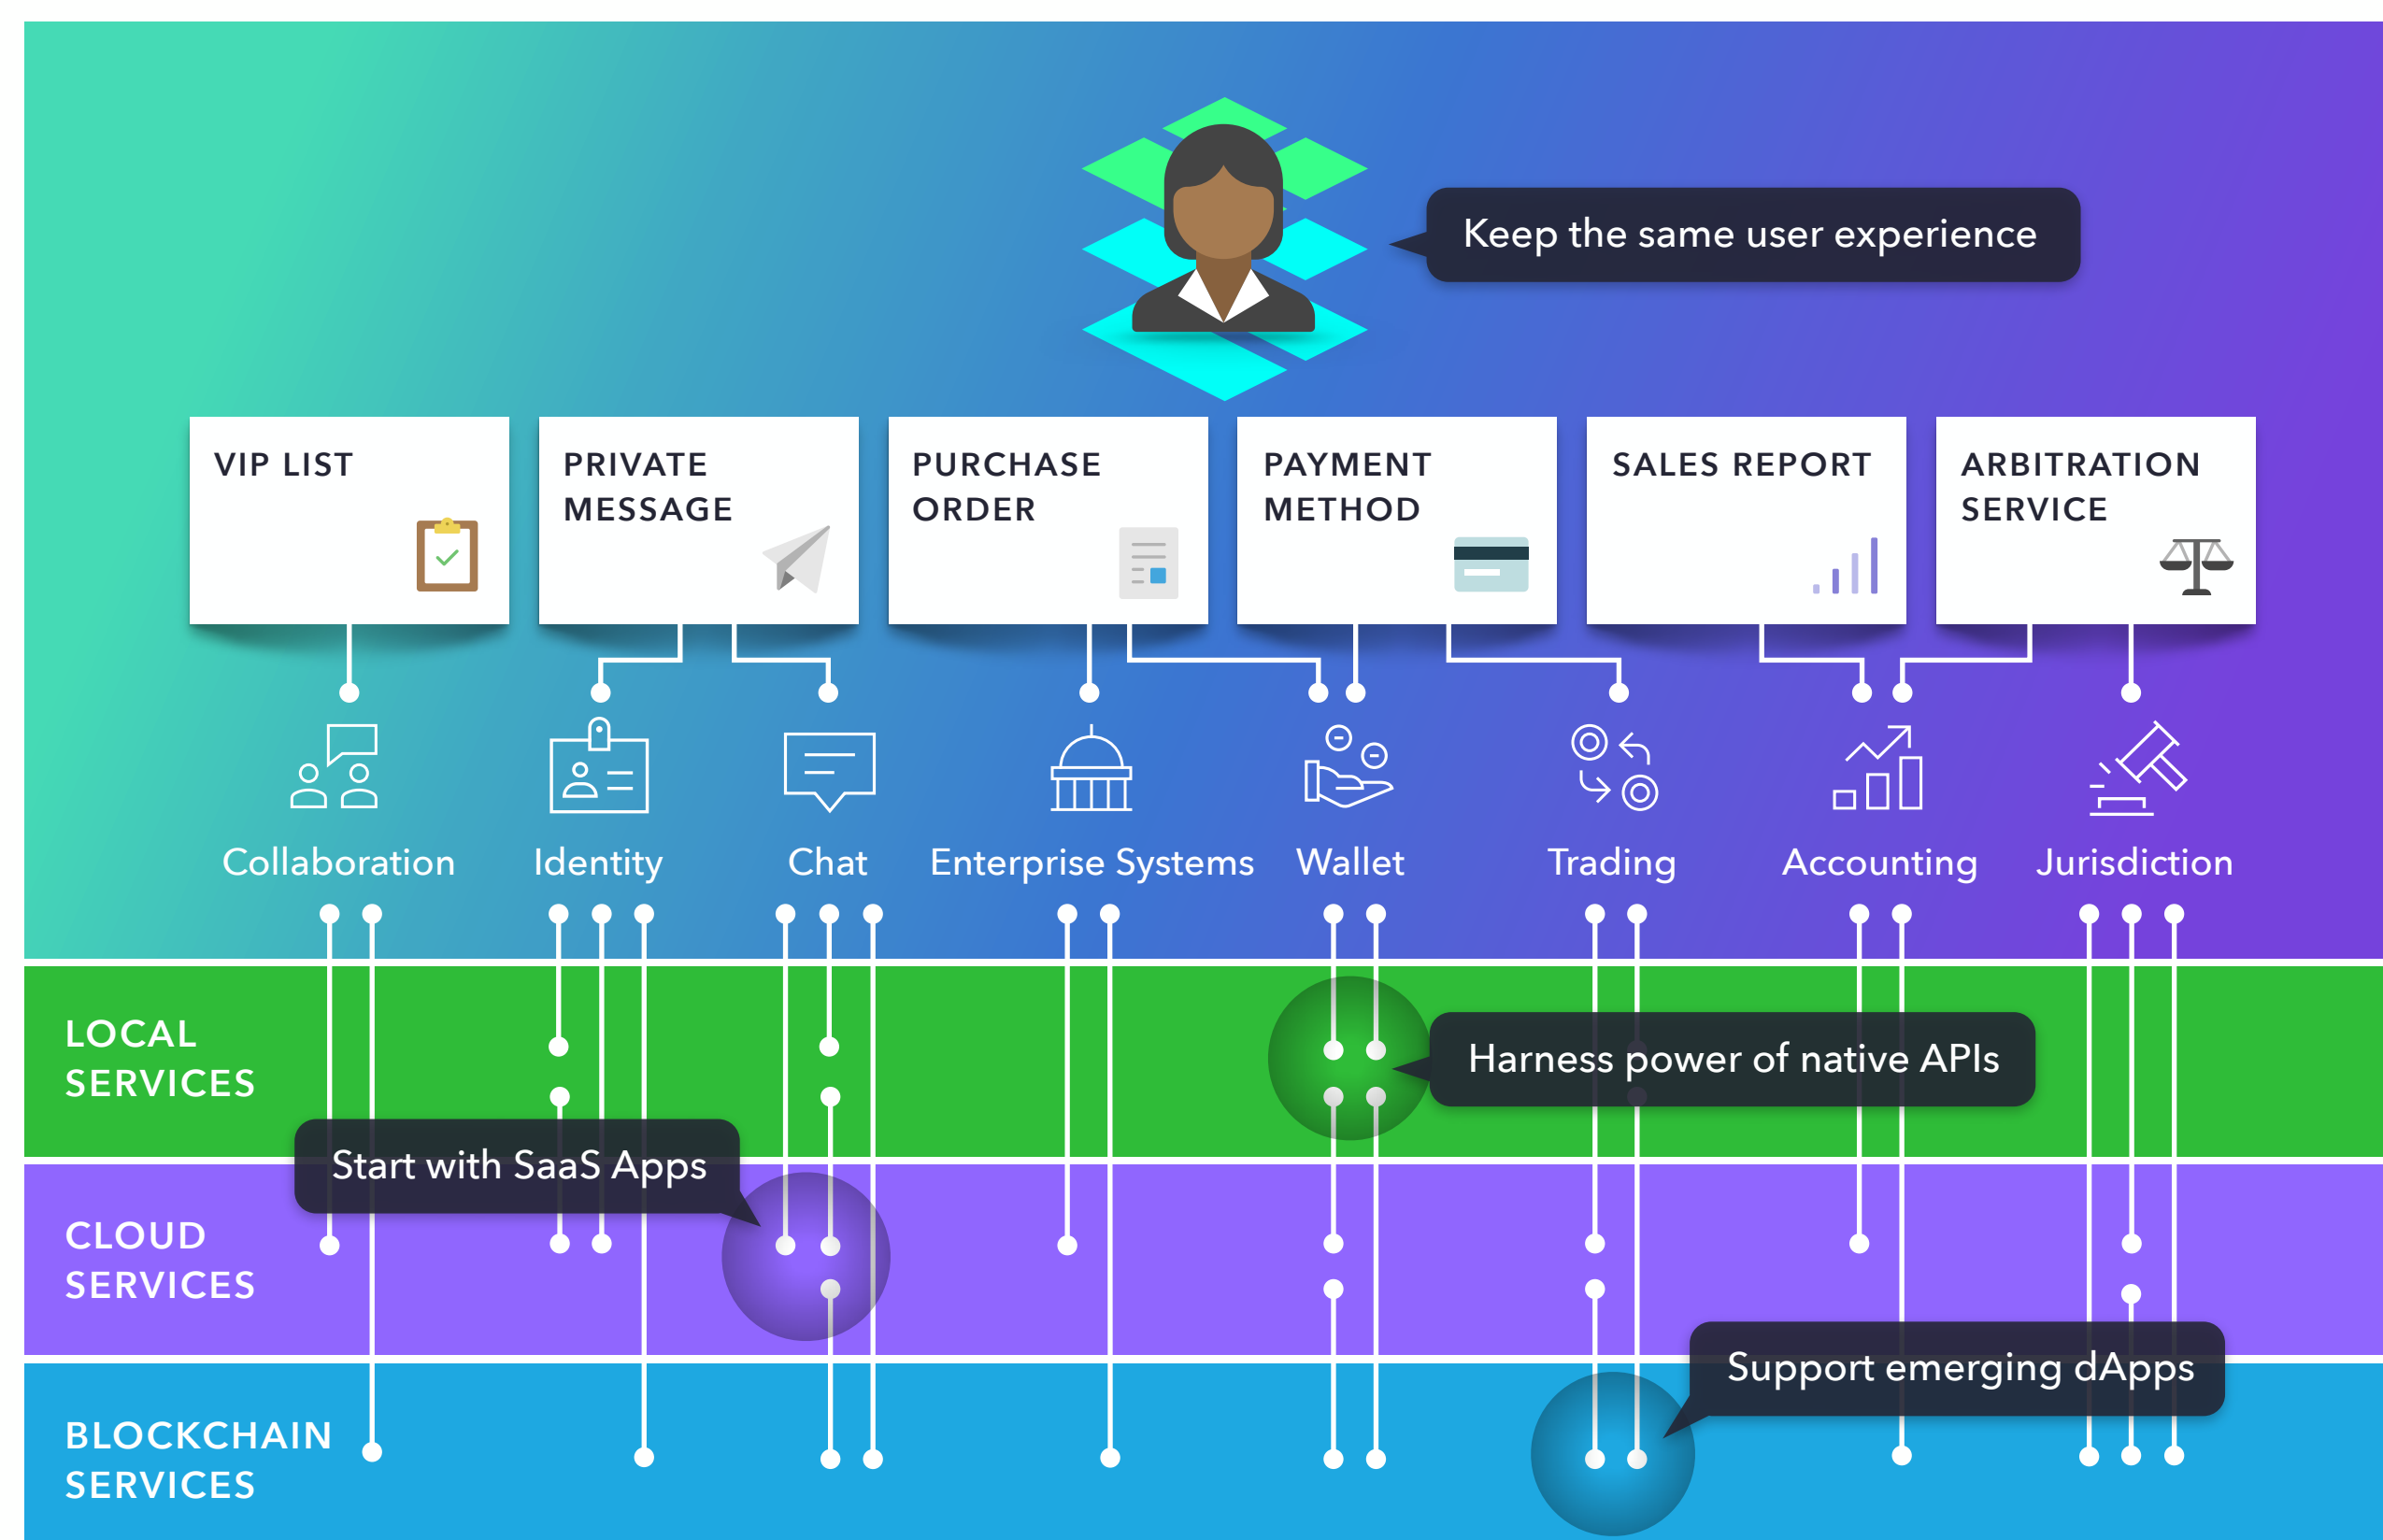 Keep the same user experience
VIP LIST
PRIVATE
MESSAGE
PURCHASE
ORDER
PAYMENT
METHOD
SALES REPORT
ARBITRATION
SERVICE
Collaboration
Identity
Chat
Enterprise Systems
Wallet
Trading
Accounting
Jurisdiction
LOCAL
SERVICES
Harness power of native APIs
Start with SaaS Apps
CLOUD
SERVICES
Support emerging dApps
BLOCKCHAIN
SERVICES